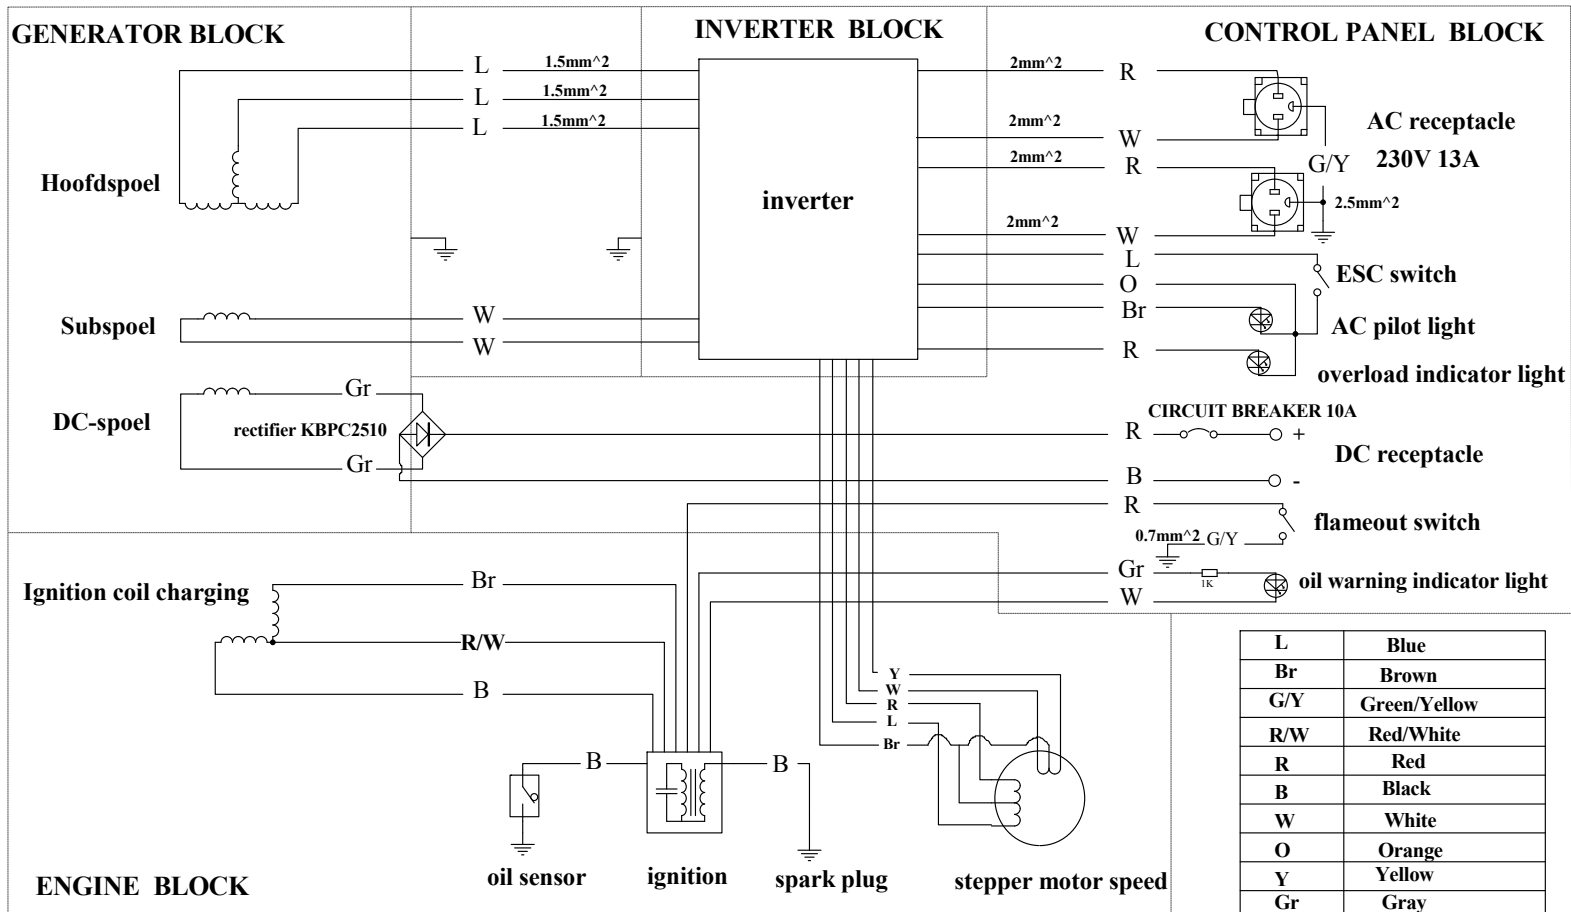 GENERATOR BLOCK
INVERTER BLOCK
CONTROL PANEL BLOCK
L 1.5mm^2
L 1.5mm^2
L 1.5mm^2
Hoofdspoel
inverter
2mm^2 R
2mm^2
W
2mm^2
R
G/Y
AC receptacle
230V 13A
2.5mm^2
2mm^2
W
L
O
Br
R
ESC switch
AC pilot light
overload indicator light
Subspoel
W
W
DC-spoel
Gr
rectifier KBPC2510
Gr
CIRCUIT BREAKER 10A
R
+
DC receptacle
B
-
R
flameout switch
0.7mm^2 G/Y
Gr
1K
oil warning indicator light
W
Ignition coil charging
Br
R/W
B
Y
W
R
L
Br
B
B
oil sensor
ignition
spark plug
stepper motor speed
ENGINE BLOCK
L Blue
Br Brown
G/Y Green/Yellow
R/W Red/White
R Red
B Black
W White
O Orange
Y Yellow
Gr Gray